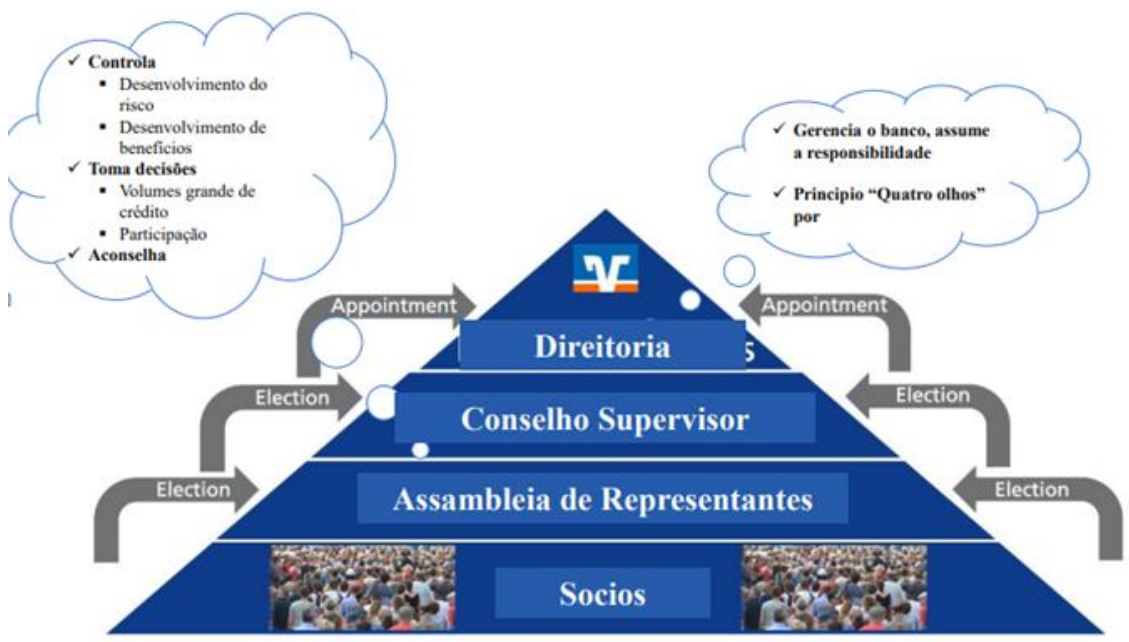 ✓ Controla
▪ Desenvolvimento do
risco
▪ Desenvolvimento de
benefícios
✓ Toma decisões
▪ Volumes grande de
crédito
▪ Participação
✓ Aconselha
✓ Gerencia o banco, assume
a responsibilidade
✓ Principio “Quatro olhos”
por
Appointment
Appointment
Direitoria
S
Election
Election
Conselho Supervisor
Election
Election
Assambleia de Representantes
Socios